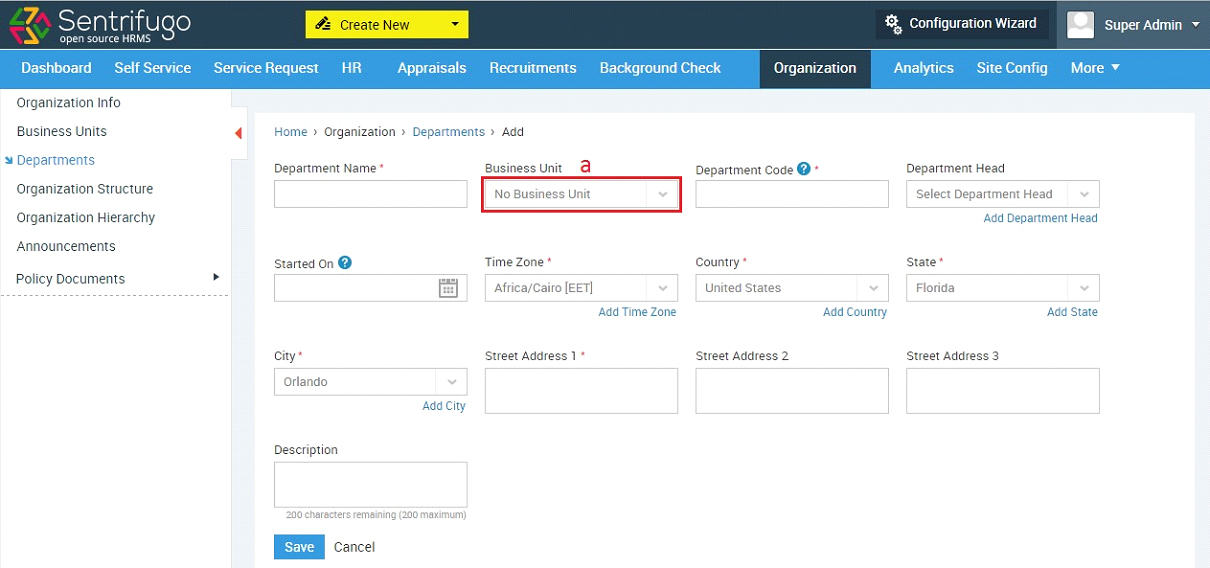 Sentrifugo
open source HRMS
Create New
Configuration Wizard
Super Admin
Dashboard Self Service Service Request HR Appraisals Recruitments Background Check Organization Analytics Site Config More
Organization Info
Business Units
Departments
Organization Structure
Organization Hierarchy
Announcements
Policy Documents
Home › Organization › Departments › Add
Department Name * Business Unit a Department Code ? * Department Head
No Business Unit Select Department Head
Add Department Head
Started On ? Time Zone * Country * State *
Africa/Cairo [EET] United States Florida
Add Time Zone Add Country Add State
City * Street Address 1 * Street Address 2 Street Address 3
Orlando
Add City
Description
200 characters remaining (200 maximum)
Save Cancel